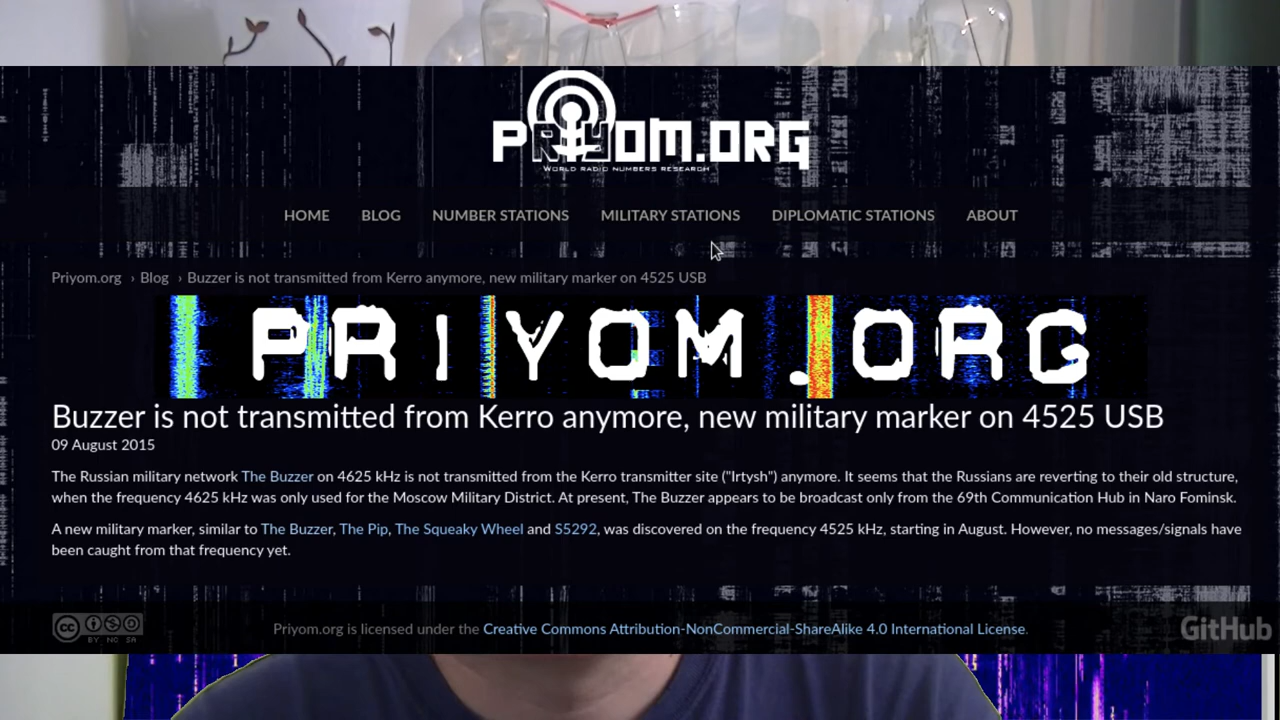 PRIYOM.ORG
WORLD RADIO NUMBERS RESEARCH
HOME BLOG NUMBER STATIONS MILITARY STATIONS DIPLOMATIC STATIONS ABOUT
Priyom.org › Blog › Buzzer is not transmitted from Kerro anymore, new military marker on 4525 USB
PRIYOM.ORG
Buzzer is not transmitted from Kerro anymore, new military marker on 4525 USB
09 August 2015
The Russian military network The Buzzer on 4625 kHz is not transmitted from the Kerro transmitter site ("Irtysh") anymore. It seems that the Russians are reverting to their old structure,
when the frequency 4625 kHz was only used for the Moscow Military District. At present, The Buzzer appears to be broadcast only from the 69th Communication Hub in Naro Fominsk.
A new military marker, similar to The Buzzer, The Pip, The Squeaky Wheel and S5292, was discovered on the frequency 4525 kHz, starting in August. However, no messages/signals have
been caught from that frequency yet.
cc BY NC SA
Priyom.org is licensed under the Creative Commons Attribution-NonCommercial-ShareAlike 4.0 International License.
GitHub